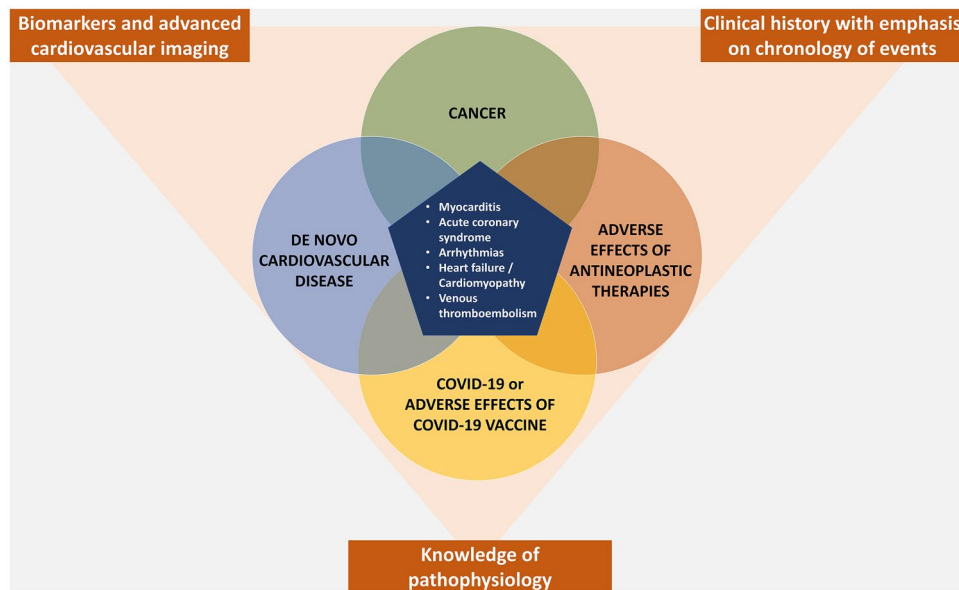 Biomarkers and advanced
cardiovascular imaging
Clinical history with emphasis
on chronology of events
CANCER
DE NOVO
CARDIOVASCULAR
DISEASE
• Myocarditis
• Acute coronary
syndrome
• Arrhythmias
• Heart failure /
Cardiomyopathy
• Venous
thromboembolism
ADVERSE
EFFECTS OF
ANTINEOPLASTIC
THERAPIES
COVID-19 or
ADVERSE EFFECTS OF
COVID-19 VACCINE
Knowledge of
pathophysiology